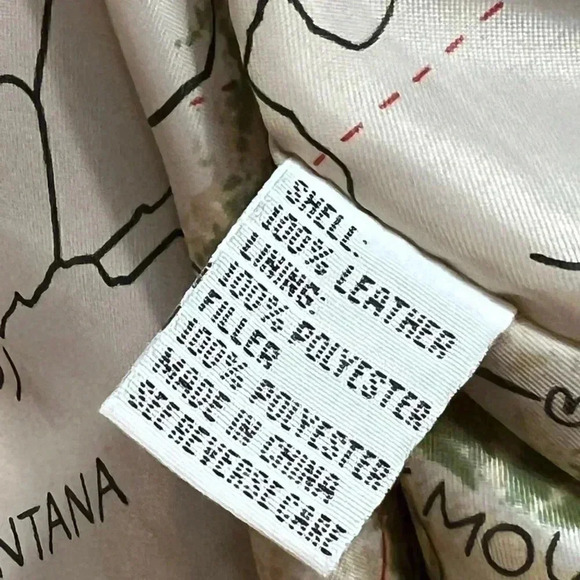 SHELL:
100% LEATHER
LINING:
100% POLYESTER
FILLER
100% POLYESTER
MADE IN CHINA
SEE REVERSE CARE
NTANA
MOU